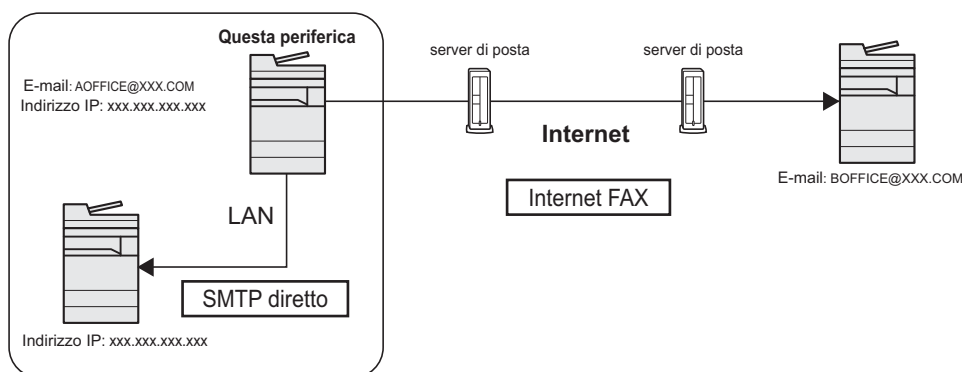 Questa periferica
server di posta
server di posta
E-mail: AOFFICE@XXX.COM
Indirizzo IP: xxx.xxx.xxx.xxx
Internet
E-mail: BOFFICE@XXX.COM
Internet FAX
LAN
SMTP diretto
Indirizzo IP: xxx.xxx.xxx.xxx